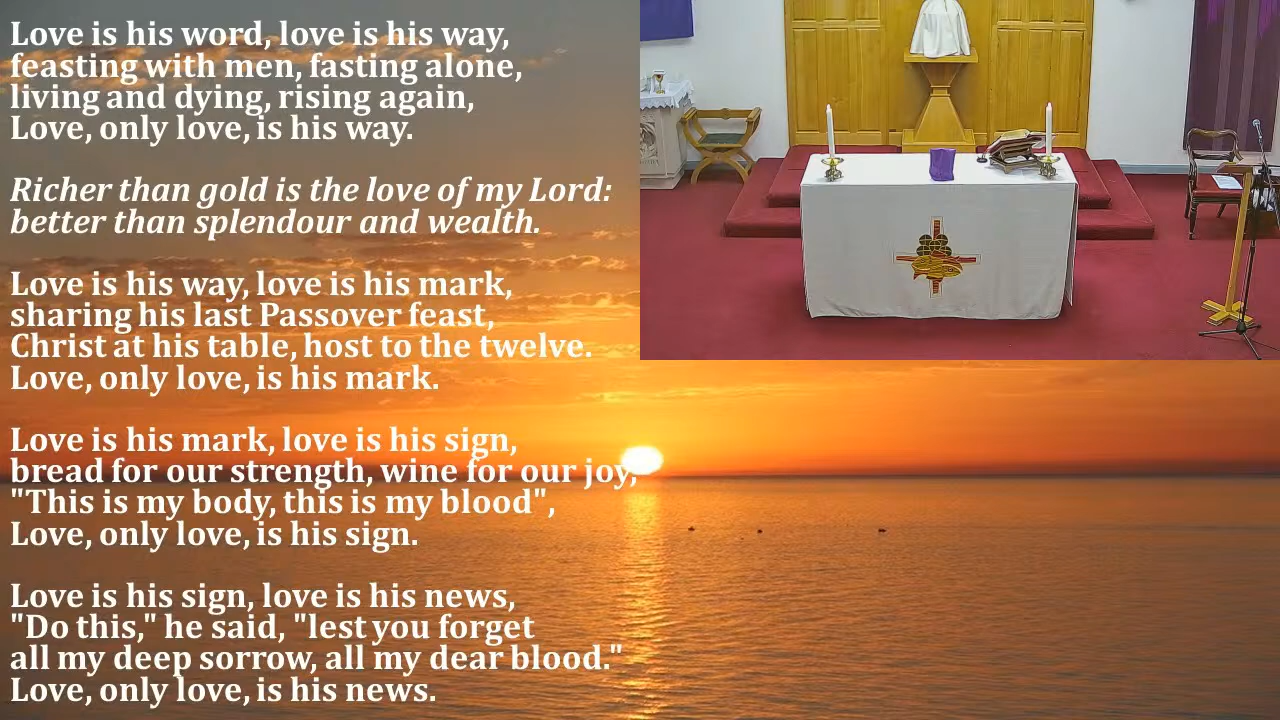 Love is his word, love is his way,
feasting with men, fasting alone,
living and dying, rising again,
Love, only love, is his way.
Richer than gold is the love of my Lord:
better than splendour and wealth.
Love is his way, love is his mark,
sharing his last Passover feast,
Christ at his table, host to the twelve.
Love, only love, is his mark.
Love is his mark, love is his sign,
bread for our strength, wine for our joy,
"This is my body, this is my blood",
Love, only love, is his sign.
Love is his sign, love is his news,
"Do this," he said, "lest you forget
all my deep sorrow, all my dear blood."
Love, only love, is his news.